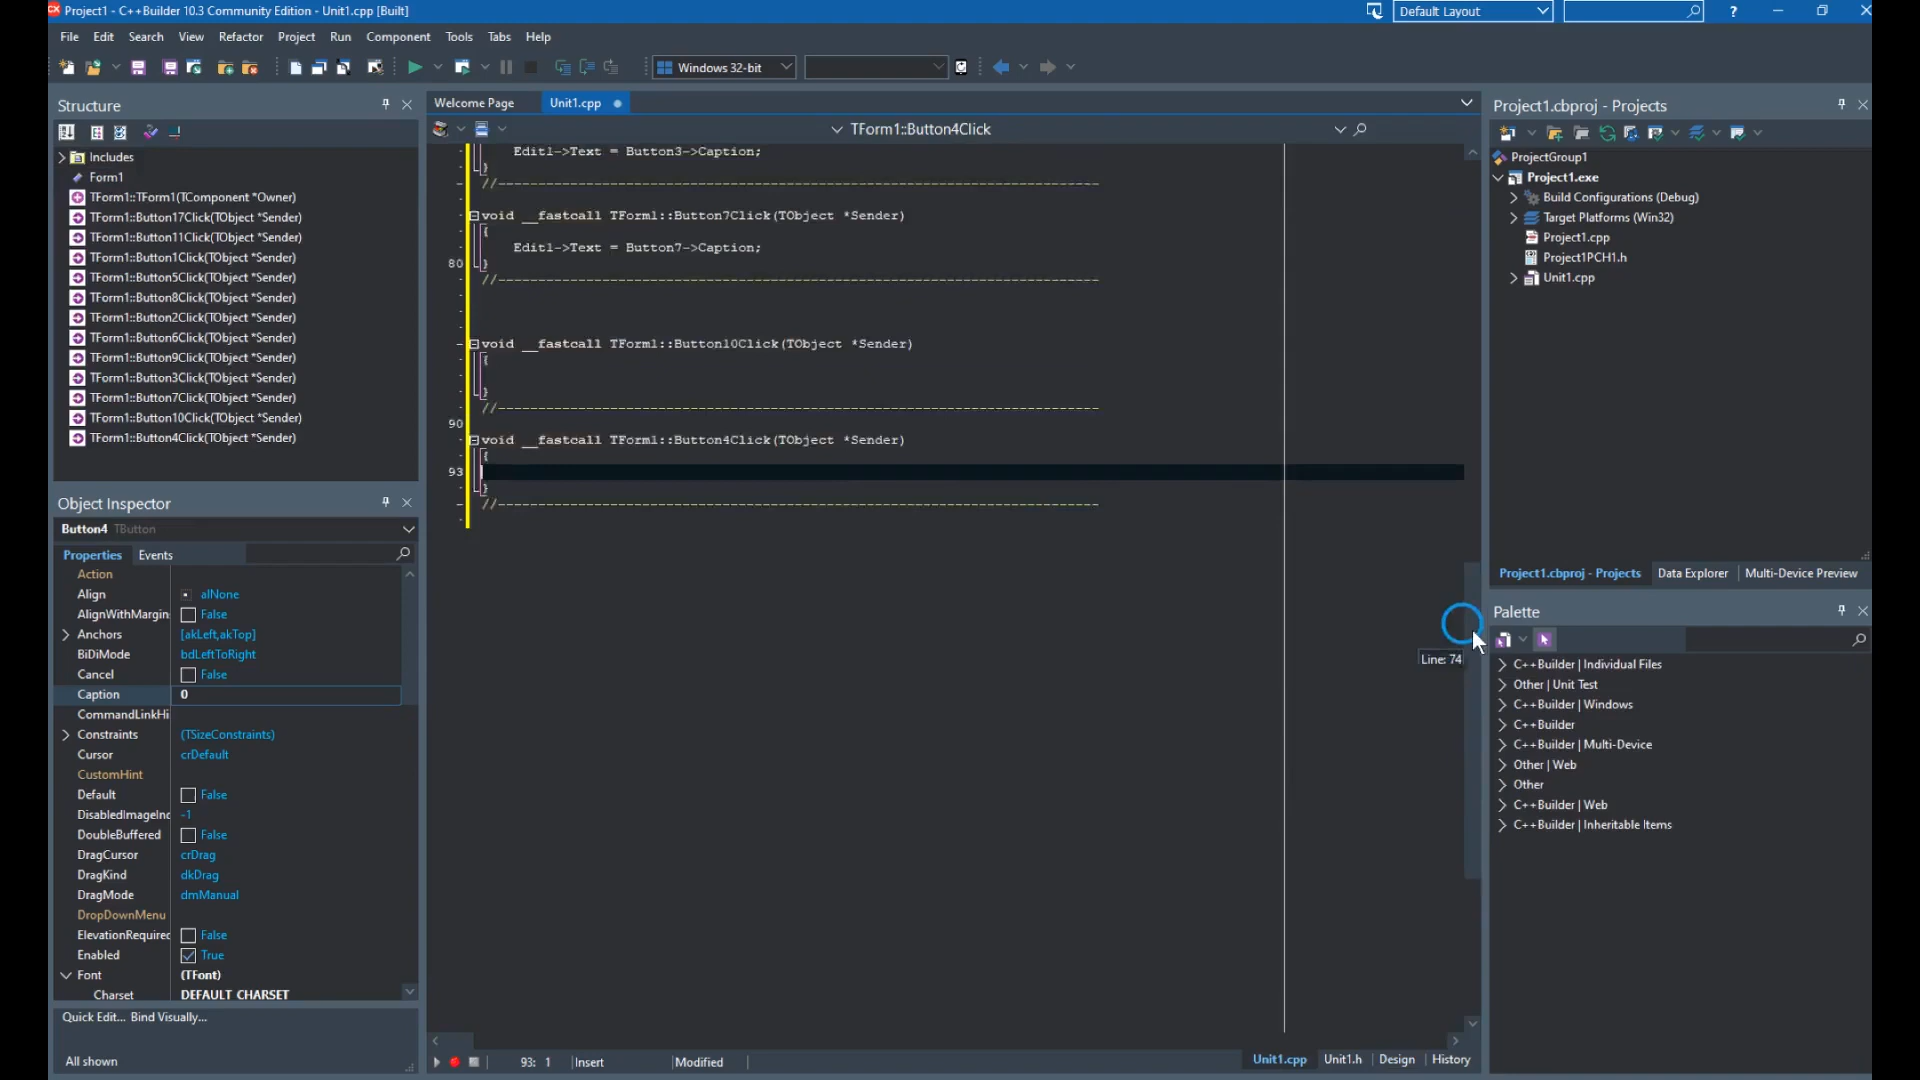 Project1 - C++Builder 10.3 Community Edition - Unit1.cpp [Built]
Default Layout
?
File Edit Search View Refactor Project Run Component Tools Tabs Help
Windows 32-bit
Structure
Includes
Form1
TForm1::TForm1(TComponent *Owner)
TForm1::Button17Click(TObject *Sender)
TForm1::Button11Click(TObject *Sender)
TForm1::Button1Click(TObject *Sender)
TForm1::Button5Click(TObject *Sender)
TForm1::Button8Click(TObject *Sender)
TForm1::Button2Click(TObject *Sender)
TForm1::Button6Click(TObject *Sender)
TForm1::Button9Click(TObject *Sender)
TForm1::Button3Click(TObject *Sender)
TForm1::Button7Click(TObject *Sender)
TForm1::Button10Click(TObject *Sender)
TForm1::Button4Click(TObject *Sender)
Object Inspector
Button4 TButton
Properties Events
Action
Align alNone
AlignWithMargin False
Anchors [akLeft,akTop]
BiDiMode bdLeftToRight
Cancel False
Caption 0
CommandLinkHi
Constraints (TSizeConstraints)
Cursor crDefault
CustomHint
Default False
DisabledImageInd -1
DoubleBuffered False
DragCursor crDrag
DragKind dkDrag
DragMode dmManual
DropDownMenu
ElevationRequired False
Enabled True
Font (TFont)
Charset DEFAULT_CHARSET
Quick Edit... Bind Visually...
All shown
Welcome Page Unit1.cpp
TForm1::Button4Click
Edit1->Text = Button3->Caption;
}
//---------------------------------------------------------------------------
void __fastcall TForm1::Button7Click(TObject *Sender)
{
Edit1->Text = Button7->Caption;
80 }
//---------------------------------------------------------------------------
void __fastcall TForm1::Button10Click(TObject *Sender)
{
}
//---------------------------------------------------------------------------
90
void __fastcall TForm1::Button4Click(TObject *Sender)
{
93
}
//---------------------------------------------------------------------------
Line: 74
93: 1 Insert Modified
Unit1.cpp Unit1.h Design History
Project1.cbproj - Projects
ProjectGroup1
Project1.exe
Build Configurations (Debug)
Target Platforms (Win32)
Project1.cpp
Project1PCH1.h
Unit1.cpp
Project1.cbproj - Projects Data Explorer Multi-Device Preview
Palette
C++Builder | Individual Files
Other | Unit Test
C++Builder | Windows
C++Builder
C++Builder | Multi-Device
Other | Web
Other
C++Builder | Web
C++Builder | Inheritable Items